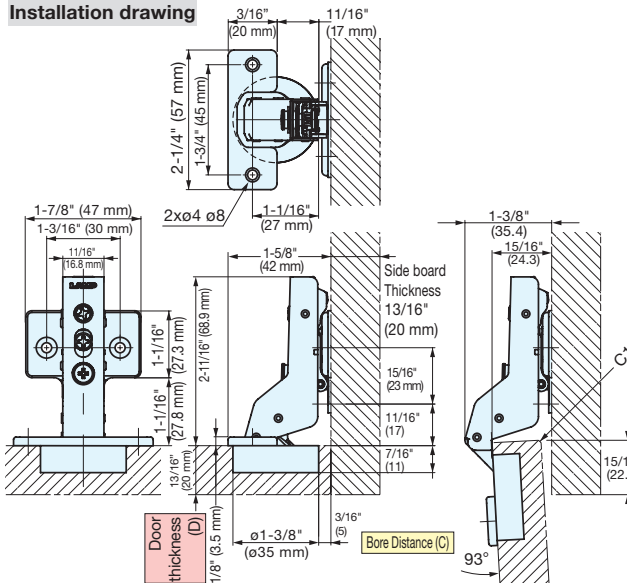 Installation drawing
3/16"
(20 mm)
11/16"
(17 mm)
2-1/4" (57 mm)
1-3/4" (45 mm)
2xø4 ø8
1-1/16"
(27 mm)
1-7/8" (47 mm)
1-3/16" (30 mm)
11/16"
(16.8 mm)
LAMP
1-1/16"
(27.3 mm)
1-1/16"
(27.8 mm)
1-5/8"
(42 mm)
2-11/16" (68.9 mm)
Side board
Thickness
13/16"
(20 mm)
15/16"
(23 mm)
11/16"
(17)
7/16"
(11)
13/16"
(20 mm)
Door
thickness
(D)
1/8" (3.5 mm)
ø1-3/8"
(ø35 mm)
3/16"
(5)
Bore Distance (C)
1-3/8"
(35.4)
15/16"
(24.3)
93°